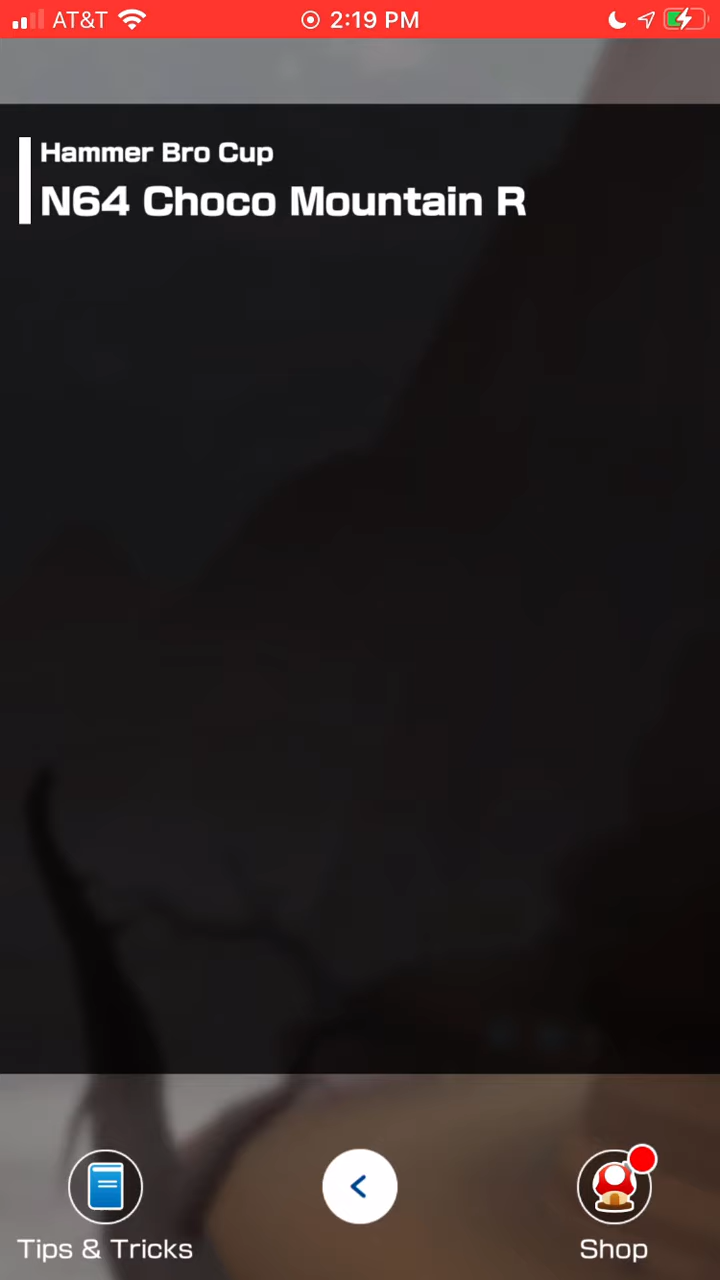 AT&T 2:19 PM
Hammer Bro Cup
N64 Choco Mountain R
Tips & Tricks
Shop